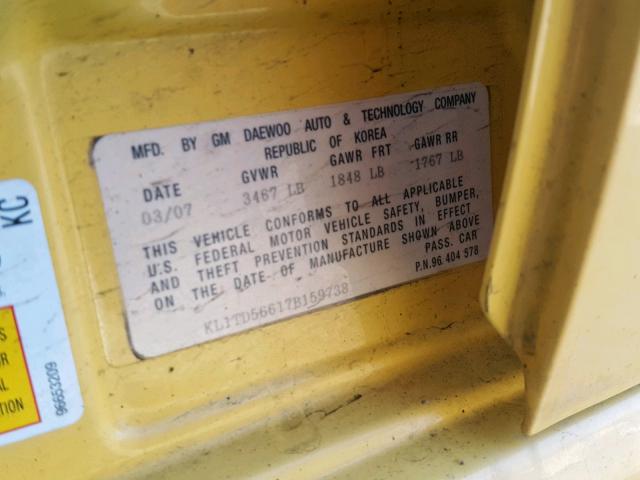 MFD. BY GM DAEWOO AUTO & TECHNOLOGY COMPANY
REPUBLIC OF KOREA
DATE GVWR GAWR FRT GAWR RR
03/07 3467 LB 1848 LB 1767 LB
THIS VEHICLE CONFORMS TO ALL APPLICABLE
U.S. FEDERAL MOTOR VEHICLE SAFETY, BUMPER,
AND THEFT PREVENTION STANDARDS IN EFFECT
ON THE DATE OF MANUFACTURE SHOWN ABOVE
PASS. CAR
P.N.96 404 578
KL1TD56617B159738
KC
96653209